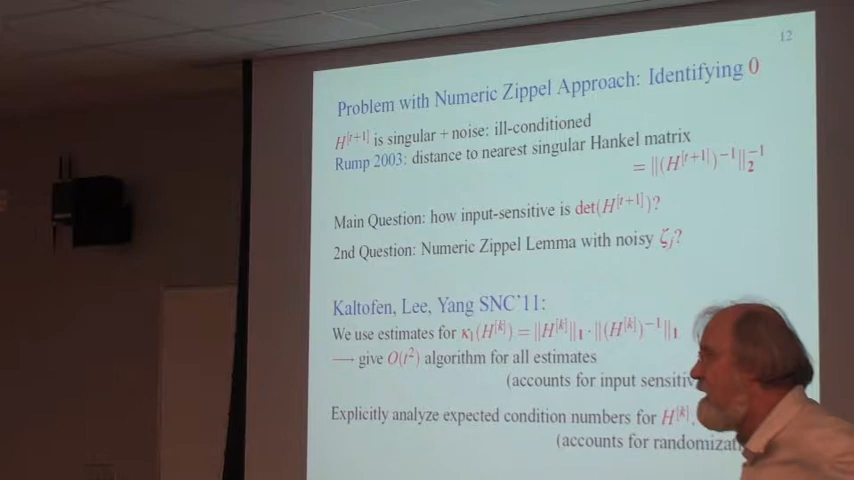 12
Problem with Numeric Zippel Approach: Identifying 0
H^[t+1] is singular + noise: ill-conditioned
Rump 2003: distance to nearest singular Hankel matrix
= ‖(H^[t+1])^−1‖_2^−1
Main Question: how input-sensitive is det(H^[t+1])?
2nd Question: Numeric Zippel Lemma with noisy ζ_j?
Kaltofen, Lee, Yang SNC'11:
We use estimates for κ_1(H^[k]) = ‖H^[k]‖_1 · ‖(H^[k])^−1‖_1
⟶ give O(t^2) algorithm for all estimates
(accounts for input sensitiv
Explicitly analyze expected condition numbers for H^[k],
(accounts for randomizat